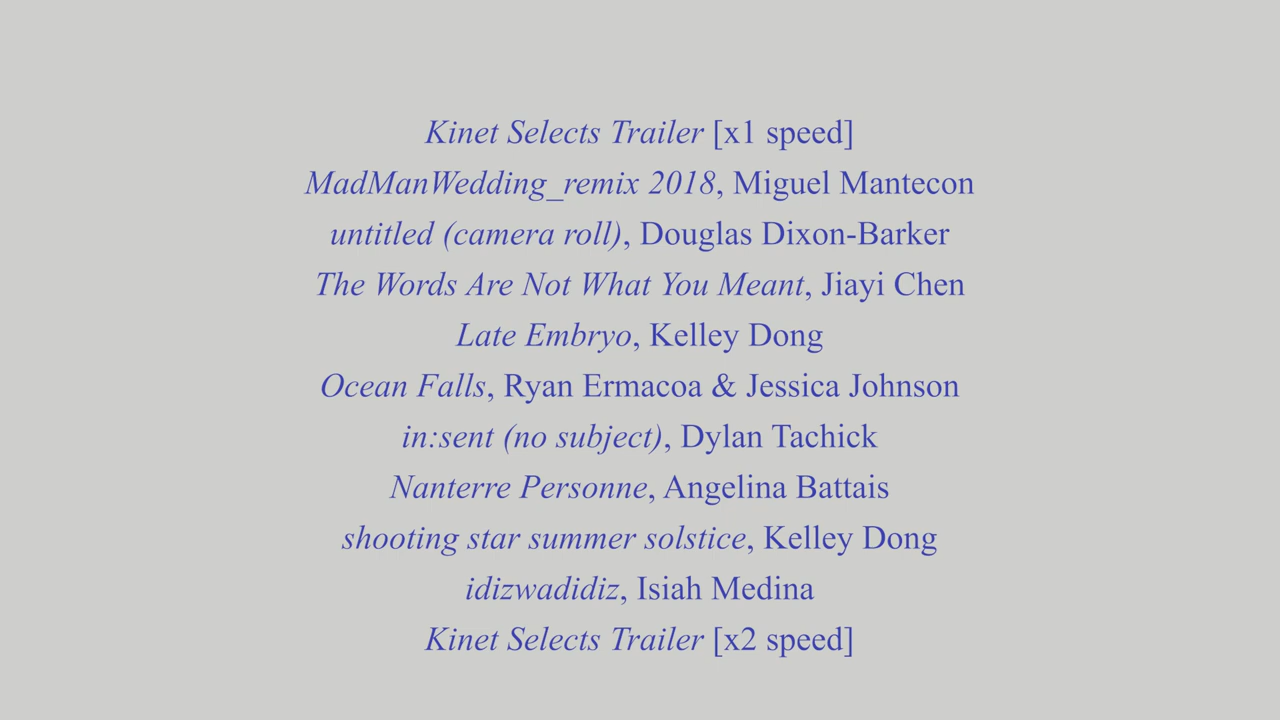 Kinet Selects Trailer [x1 speed]
MadManWedding_remix 2018, Miguel Mantecon
untitled (camera roll), Douglas Dixon-Barker
The Words Are Not What You Meant, Jiayi Chen
Late Embryo, Kelley Dong
Ocean Falls, Ryan Ermacoa & Jessica Johnson
in:sent (no subject), Dylan Tachick
Nanterre Personne, Angelina Battais
shooting star summer solstice, Kelley Dong
idizwadidiz, Isiah Medina
Kinet Selects Trailer [x2 speed]